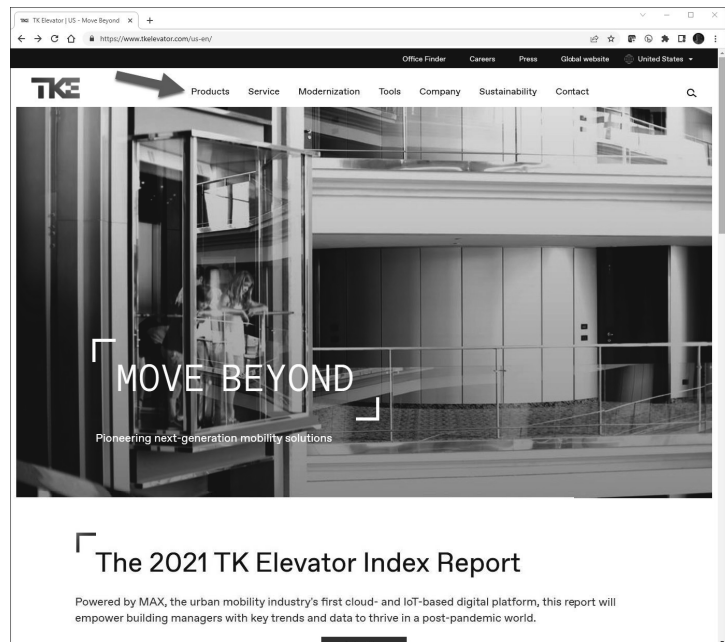 TKE TK Elevator | US - Move Beyond
https://www.tkelevator.com/us-en/
Office Finder Careers Press Global website United States
TKE Products Service Modernization Tools Company Sustainability Contact
MOVE BEYOND
Pioneering next-generation mobility solutions
The 2021 TK Elevator Index Report
Powered by MAX, the urban mobility industry's first cloud- and IoT-based digital platform, this report will
empower building managers with key trends and data to thrive in a post-pandemic world.